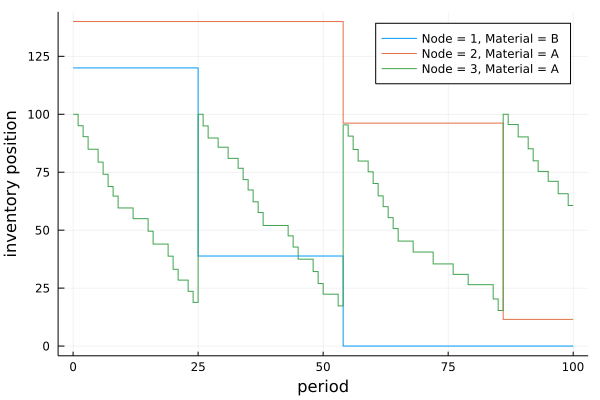 Node = 1, Material = B
Node = 2, Material = A
Node = 3, Material = A
inventory position
125
100
75
50
25
0
0
25
50
75
100
period